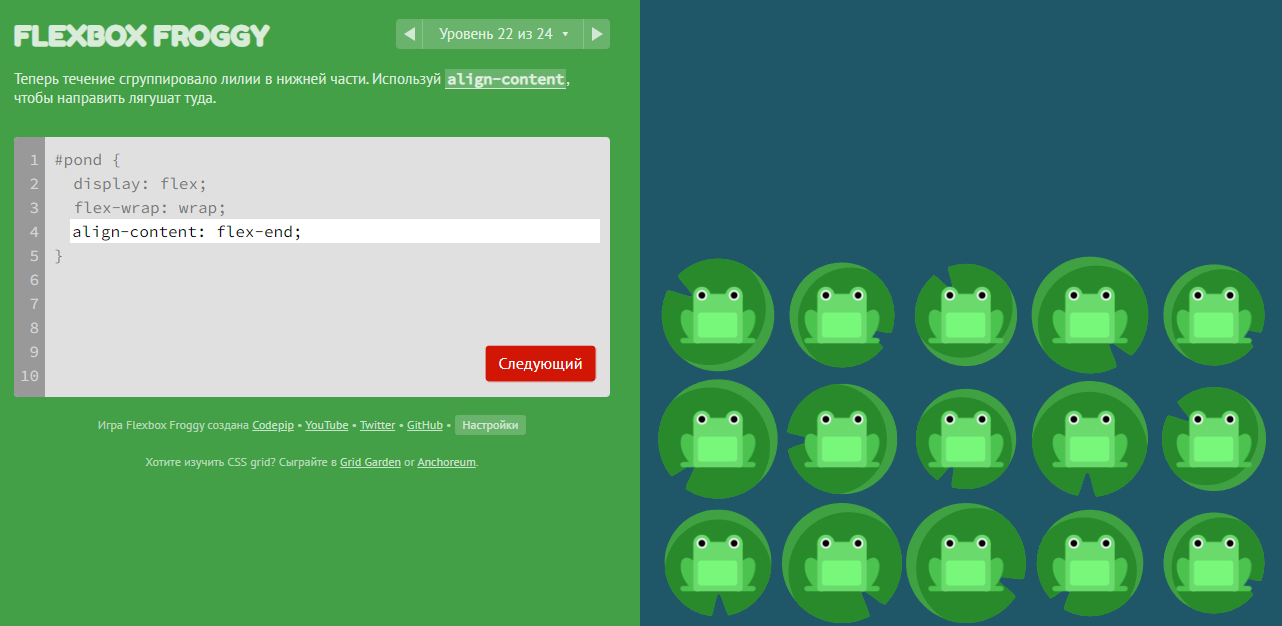 FLEXBOX FROGGY
Уровень 22 из 24
Теперь течение сгруппировало лилии в нижней части. Используй align-content,
чтобы направить лягушат туда.
1 #pond {
2 display: flex;
3 flex-wrap: wrap;
4 align-content: flex-end;
5 }
6
7
8
9
10
Следующий
Игра Flexbox Froggy создана Codepip • YouTube • Twitter • GitHub • Настройки
Хотите изучить CSS grid? Сыграйте в Grid Garden or Anchoreum.